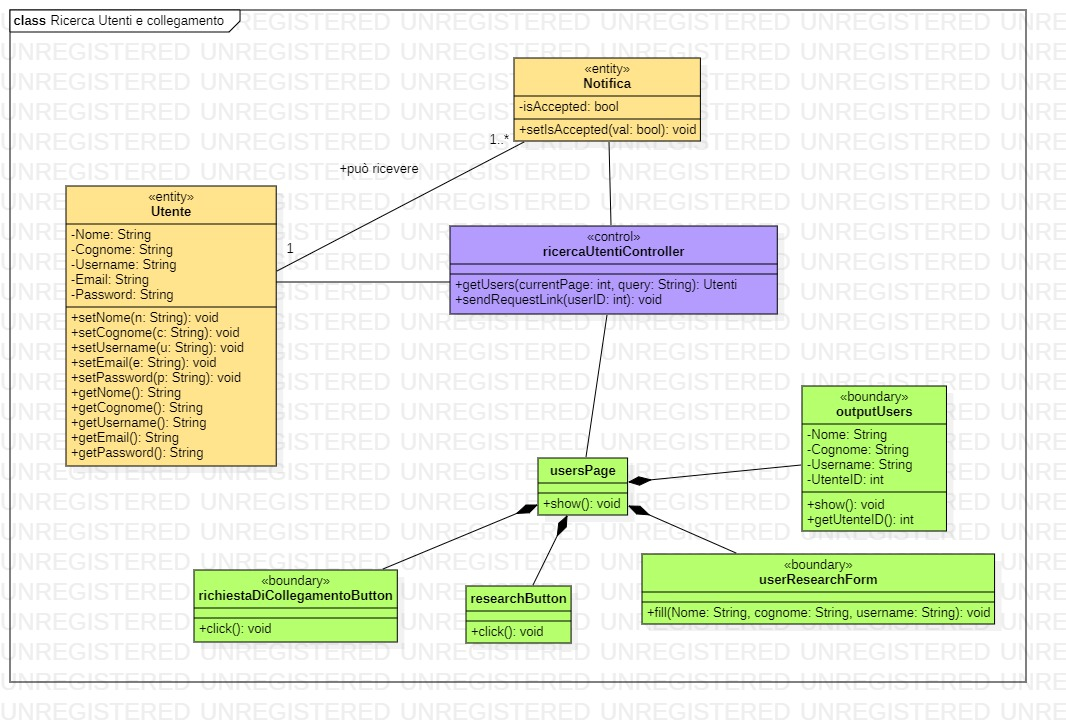 class Ricerca Utenti e collegamento
«entity»
Notifica
-isAccepted: bool
+setIsAccepted(val: bool): void
1..*
+può ricevere
1
«entity»
Utente
-Nome: String
-Cognome: String
-Username: String
-Email: String
-Password: String
+setNome(n: String): void
+setCognome(c: String): void
+setUsername(u: String): void
+setEmail(e: String): void
+setPassword(p: String): void
+getNome(): String
+getCognome(): String
+getUsername(): String
+getEmail(): String
+getPassword(): String
«control»
ricercaUtentiController
+getUsers(currentPage: int, query: String): Utenti
+sendRequestLink(userID: int): void
«boundary»
outputUsers
-Nome: String
-Cognome: String
-Username: String
-UtenteID: int
+show(): void
+getUtenteID(): int
usersPage
+show(): void
«boundary»
richiestaDiCollegamentoButton
+click(): void
researchButton
+click(): void
«boundary»
userResearchForm
+fill(Nome: String, cognome: String, username: String): void
UNREGISTERED